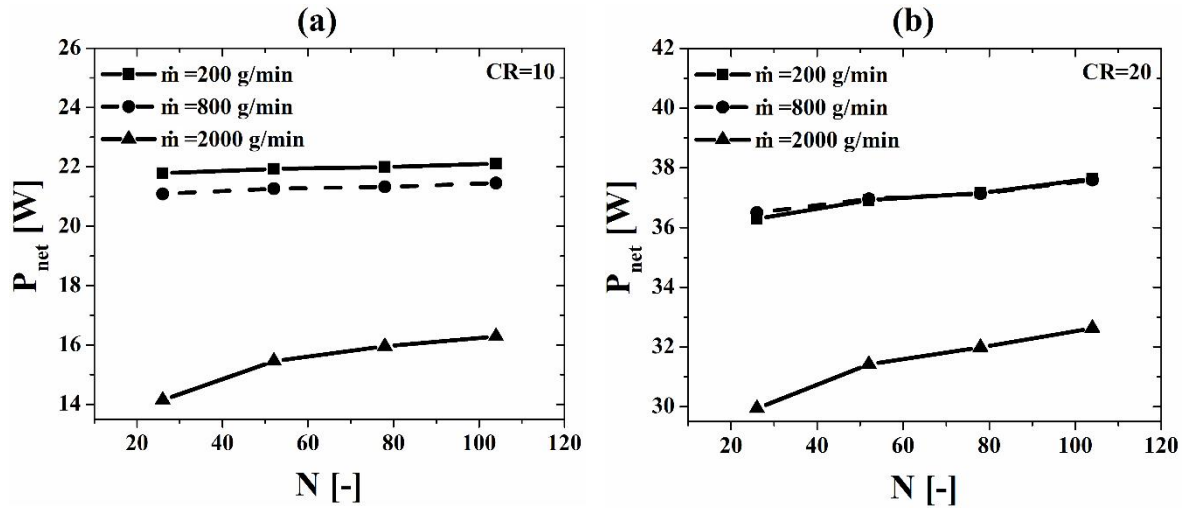 (a)
26
24
22
20
18
16
14
P_net [W]
ṁ =200 g/min
ṁ =800 g/min
ṁ =2000 g/min
CR=10
20 40 60 80 100 120
N [-]
(b)
42
40
38
36
34
32
30
P_net [W]
ṁ =200 g/min
ṁ =800 g/min
ṁ =2000 g/min
CR=20
20 40 60 80 100 120
N [-]